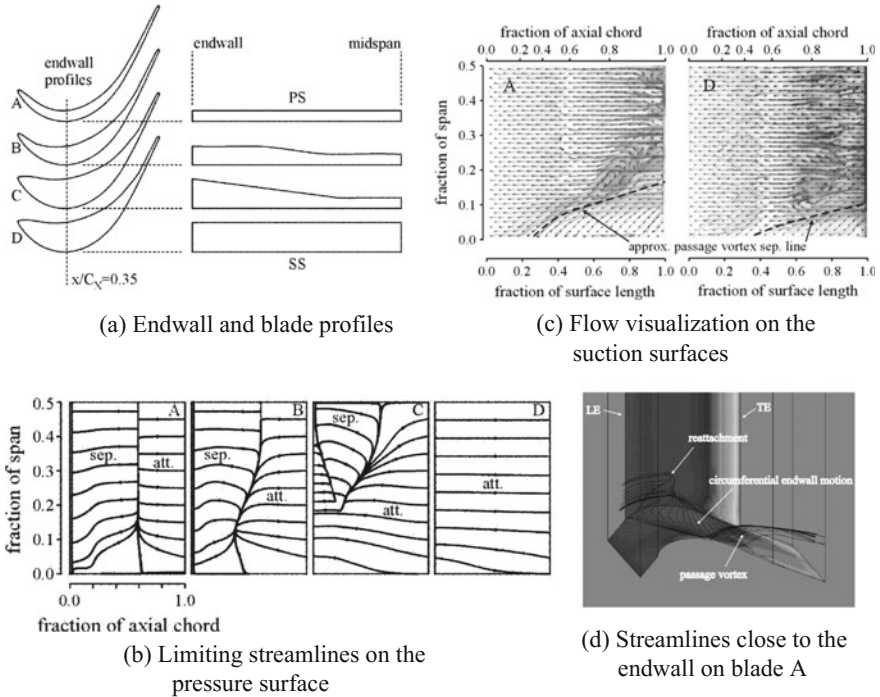 endwall
profiles
endwall
midspan
A
B
C
D
PS
SS
x/C_X=0.35
(a) Endwall and blade profiles
fraction of axial chord
fraction of axial chord
0.0 0.2 0.4 0.6 0.8 1.0
0.0 0.2 0.4 0.6 0.8 1.0
A
D
fraction of span
0.5
0.4
0.3
0.2
0.1
0.0
approx. passage vortex sep. line
0.0 0.2 0.4 0.6 0.8 1.0
0.0 0.2 0.4 0.6 0.8 1.0
fraction of surface length
fraction of surface length
(c) Flow visualization on the
suction surfaces
fraction of span
0.5
0.4
0.3
0.2
0.1
0.0
A
sep.
att.
B
sep.
att.
C
sep.
att.
D
0.0 1.0
fraction of axial chord
(b) Limiting streamlines on the
pressure surface
LE
TE
reattachment
circumferential endwall motion
passage vortex
(d) Streamlines close to the
endwall on blade A